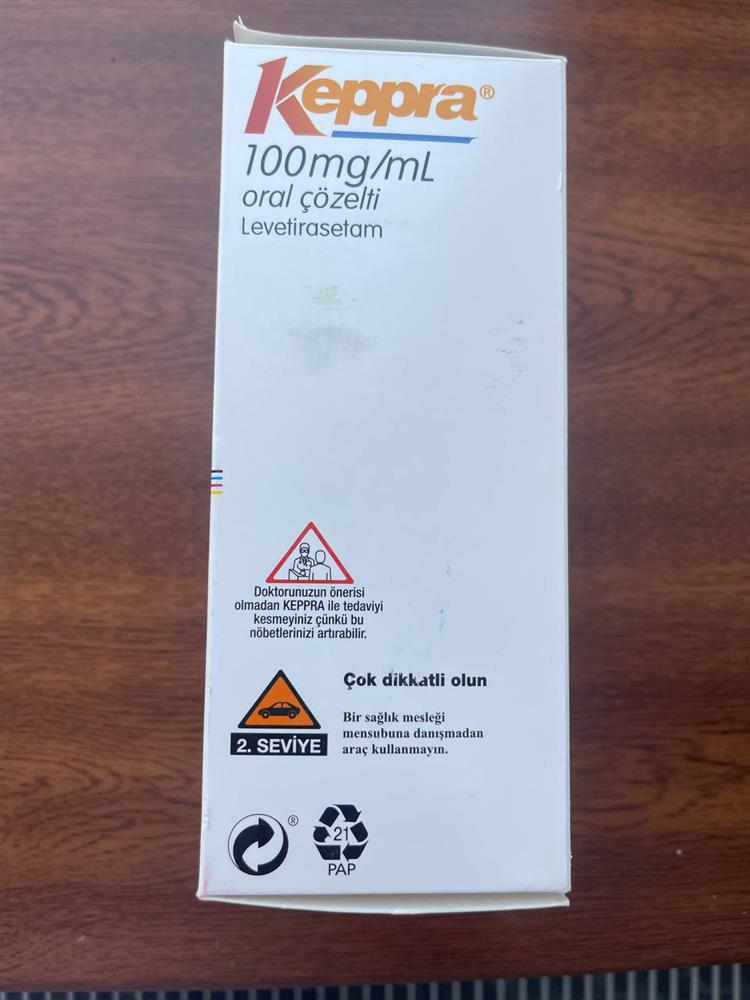 Keppra®
100mg/mL
oral çözelti
Levetirasetam
Doktorunuzun önerisi
olmadan KEPPRA ile tedaviyi
kesmeyiniz çünkü bu
nöbetlerinizi artırabilir.
Çok dikkatli olun
2. SEVİYE
Bir sağlık mesleği
mensubuna danışmadan
araç kullanmayın.
®
21
PAP